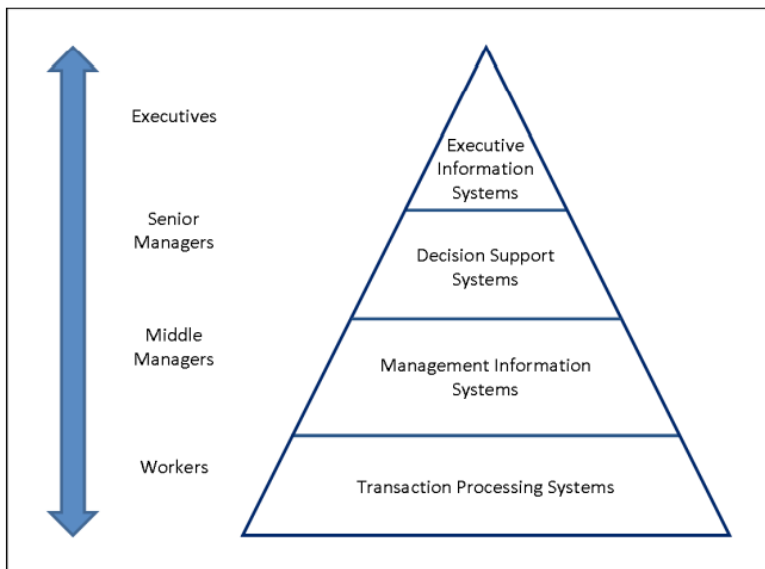 Executives
Executive
Information
Systems
Senior
Managers
Decision Support
Systems
Middle
Managers
Management Information
Systems
Workers
Transaction Processing Systems